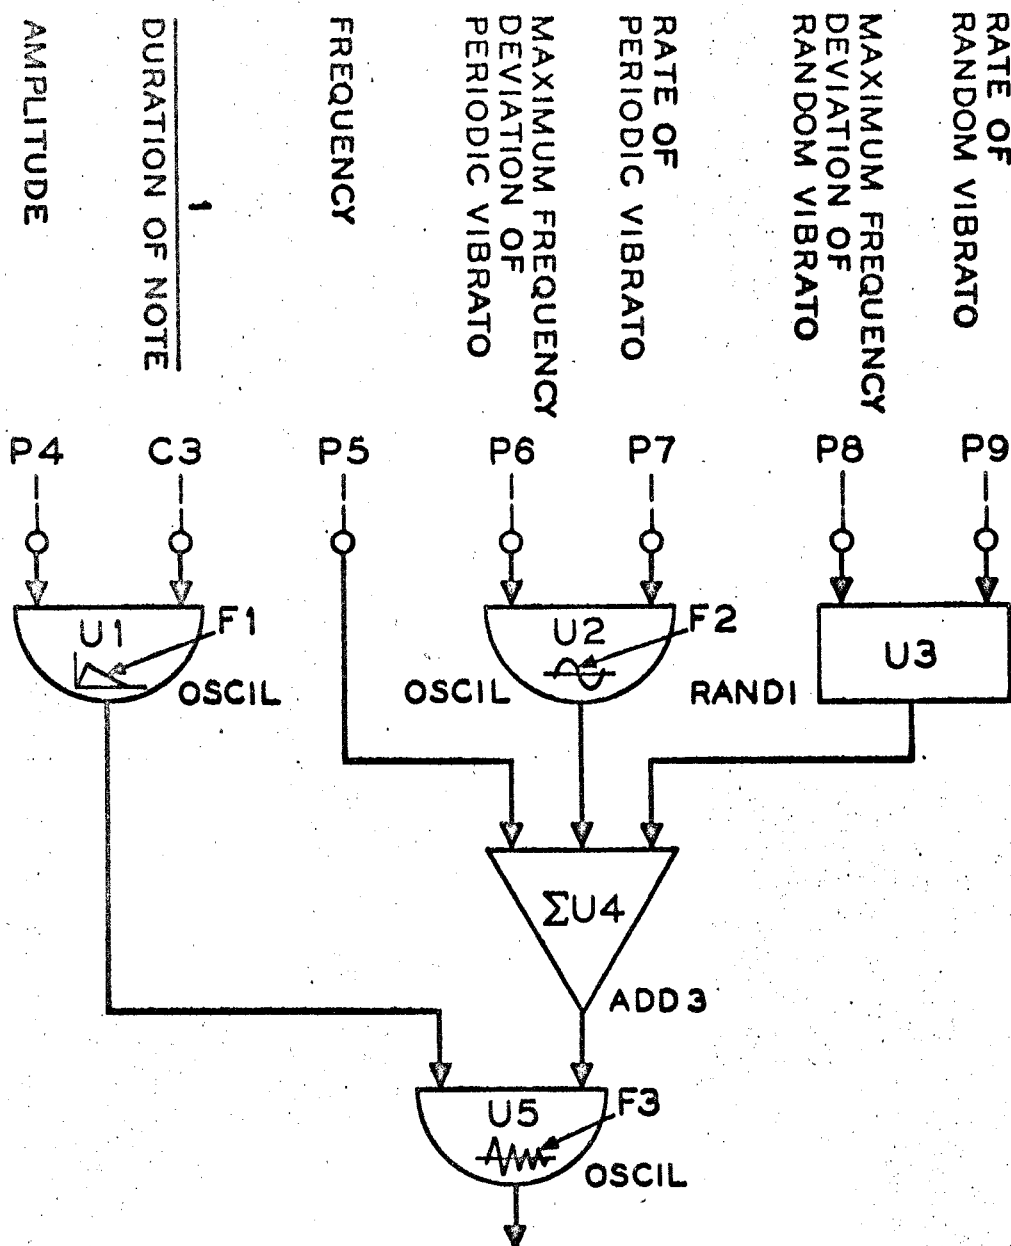 RATE OF
RANDOM VIBRATO
MAXIMUM FREQUENCY
DEVIATION OF
RANDOM VIBRATO
RATE OF
PERIODIC VIBRATO
MAXIMUM FREQUENCY
DEVIATION OF
PERIODIC VIBRATO
FREQUENCY
1
DURATION OF NOTE
AMPLITUDE
P4 C3 P5 P6 P7 P8 P9
U1 F1 U2 F2 U3
OSCIL OSCIL RANDI
ΣU4
ADD3
U5 F3
OSCIL